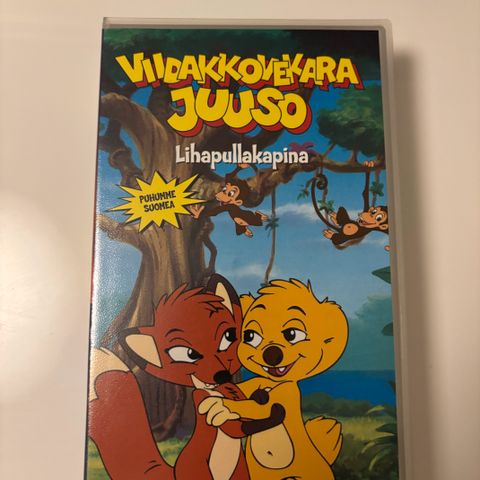 VIIDAKKOVEKARA
JUUSO
Lihapullakapina
PUHUMME
SUOMEA